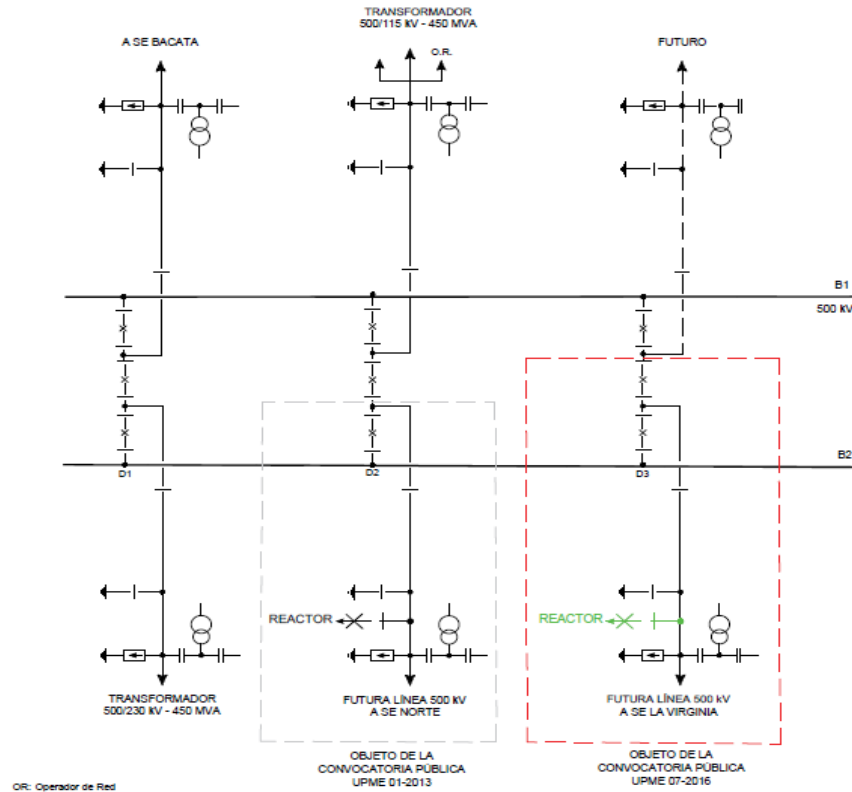 TRANSFORMADOR
500/115 kV - 450 MVA
A SE BACATA
O.R.
FUTURO
B1
500 kV
B2
D1
D2
D3
REACTOR
REACTOR
TRANSFORMADOR
500/230 kV - 450 MVA
FUTURA LÍNEA 500 kV
A SE NORTE
FUTURA LÍNEA 500 kV
A SE LA VIRGINIA
OBJETO DE LA
CONVOCATORIA PÚBLICA
UPME 01-2013
OBJETO DE LA
CONVOCATORIA PÚBLICA
UPME 07-2016
OR: Operador de Red